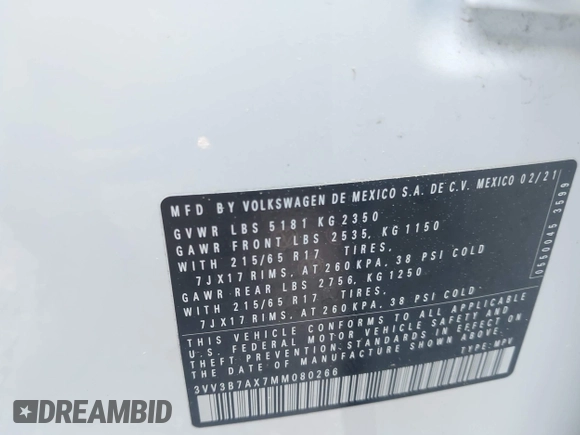 MFD BY VOLKSWAGEN DE MEXICO S.A. DE C.V. MEXICO 02/21
GVWR LBS 5181 KG 2350
GAWR FRONT LBS 2535, KG 1150
WITH 215/65 R17 TIRES,
7JX17 RIMS, AT 260 KPA, 38 PSI COLD
GAWR REAR LBS 2756, KG 1250
WITH 215/65 R17 TIRES,
7JX17 RIMS, AT 260 KPA, 38 PSI COLD
THIS VEHICLE CONFORMS TO ALL APPLICABLE
U.S. FEDERAL MOTOR VEHICLE SAFETY AND
THEFT PREVENTION STANDARDS IN EFFECT ON
THE DATE OF MANUFACTURE SHOWN ABOVE.
3VV3B7AX7MM080266 TYPE: MPV
0550045 3599
© BIDFAX